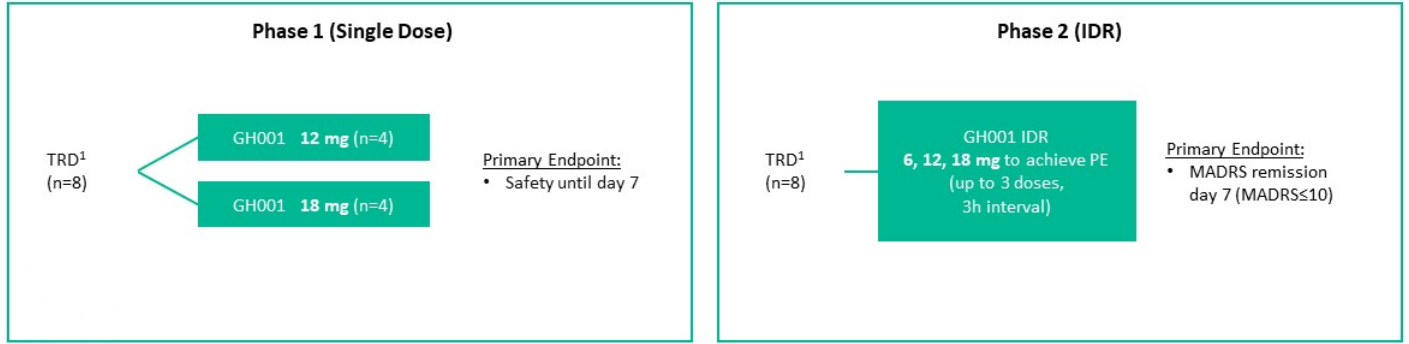 Phase 1 (Single Dose)
TRD¹
(n=8)
GH001 12 mg (n=4)
GH001 18 mg (n=4)
Primary Endpoint:
• Safety until day 7
Phase 2 (IDR)
TRD¹
(n=8)
GH001 IDR
6, 12, 18 mg to achieve PE
(up to 3 doses,
3h interval)
Primary Endpoint:
• MADRS remission
day 7 (MADRS≤10)